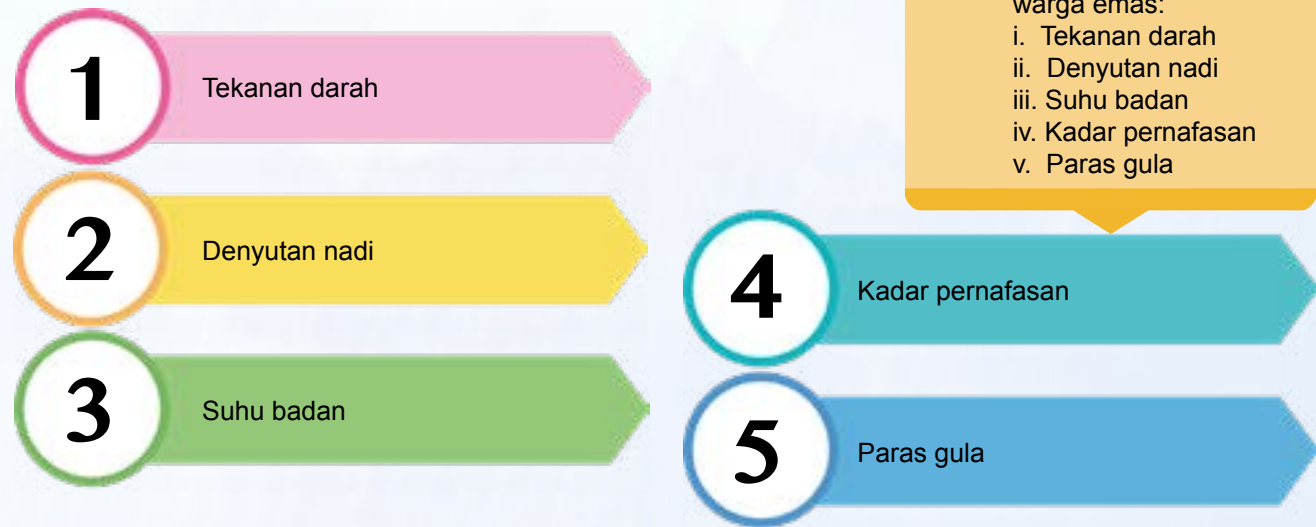 1
Tekanan darah
2
Denyutan nadi
3
Suhu badan
warga emas:
i. Tekanan darah
ii. Denyutan nadi
iii. Suhu badan
iv. Kadar pernafasan
v. Paras gula
4
Kadar pernafasan
5
Paras gula